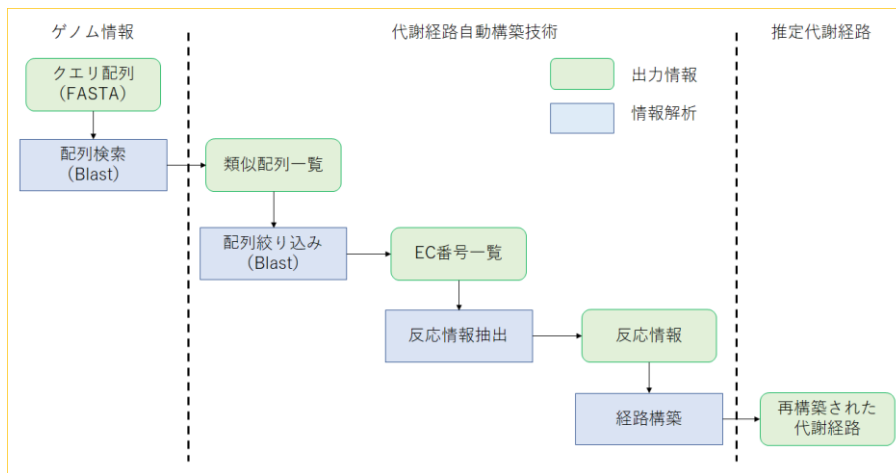 ゲノム情報
代謝経路自動構築技術
推定代謝経路
クエリ配列
(FASTA)
出力情報
情報解析
配列検索
(Blast)
類似配列一覧
配列絞り込み
(Blast)
EC番号一覧
反応情報抽出
反応情報
経路構築
再構築された
代謝経路